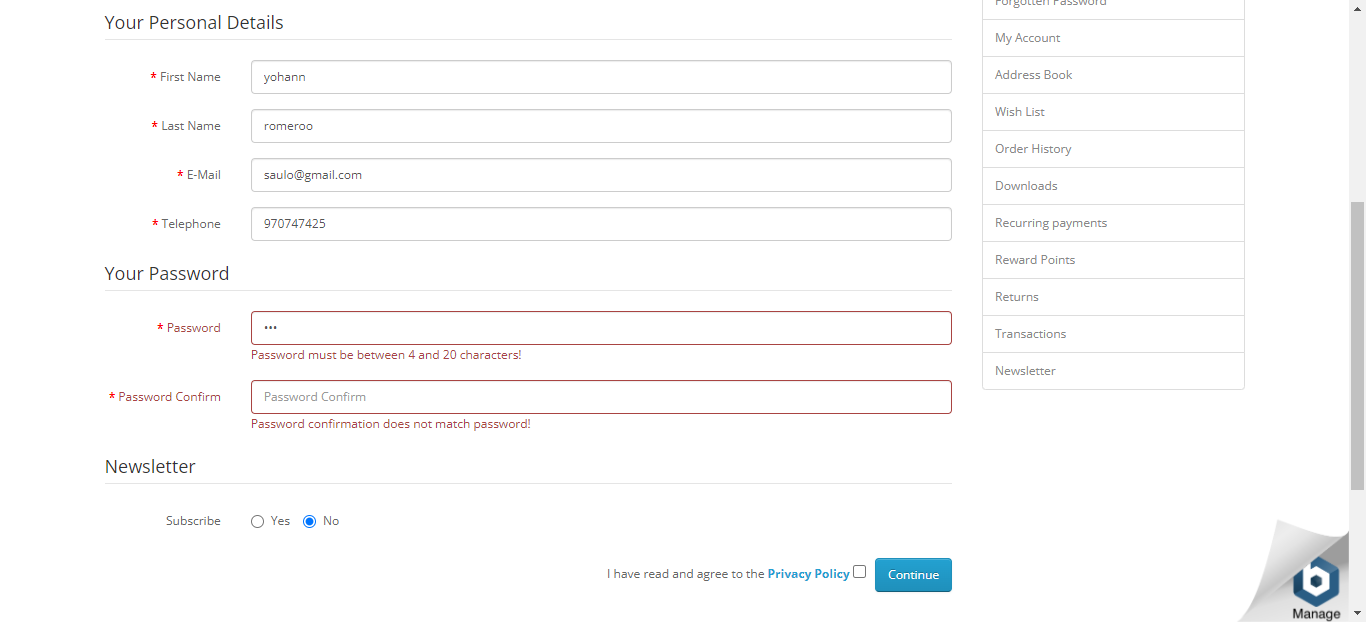 Your Personal Details
* First Name
yohann
* Last Name
romeroo
* E-Mail
saulo@gmail.com
* Telephone
970747425
Your Password
* Password
•••
Password must be between 4 and 20 characters!
* Password Confirm
Password Confirm
Password confirmation does not match password!
Newsletter
Subscribe
Yes
No
I have read and agree to the Privacy Policy
Continue
Forgotten Password
My Account
Address Book
Wish List
Order History
Downloads
Recurring payments
Reward Points
Returns
Transactions
Newsletter
Manage